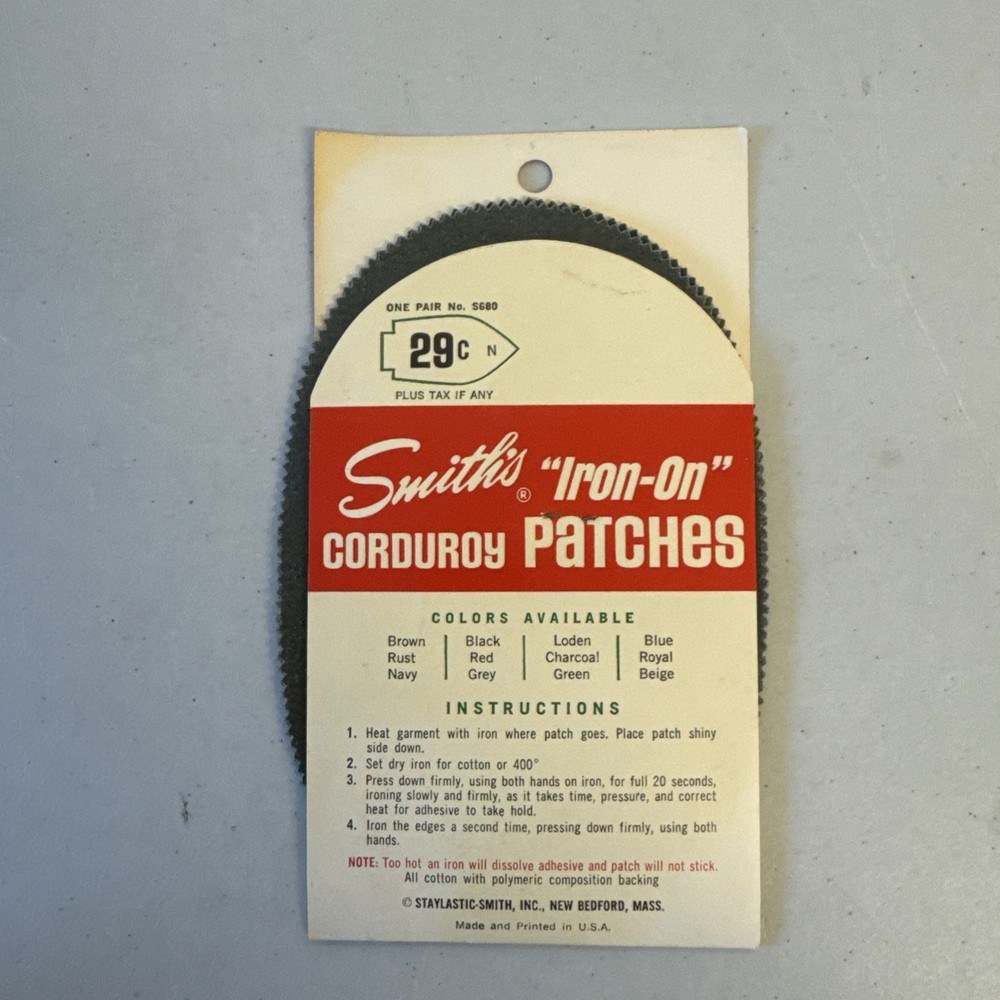 ONE PAIR No. S680
29c N
PLUS TAX IF ANY
Smith's ® "Iron-On"
CORDUROY PATCHES
COLORS AVAILABLE
Brown Black Loden Blue
Rust Red Charcoal Royal
Navy Grey Green Beige
INSTRUCTIONS
1. Heat garment with iron where patch goes. Place patch shiny
side down.
2. Set dry iron for cotton or 400°
3. Press down firmly, using both hands on iron, for full 20 seconds,
ironing slowly and firmly, as it takes time, pressure, and correct
heat for adhesive to take hold.
4. Iron the edges a second time, pressing down firmly, using both
hands.
NOTE: Too hot an iron will dissolve adhesive and patch will not stick.
All cotton with polymeric composition backing
© STAYLASTIC-SMITH, INC., NEW BEDFORD, MASS.
Made and Printed in U.S.A.